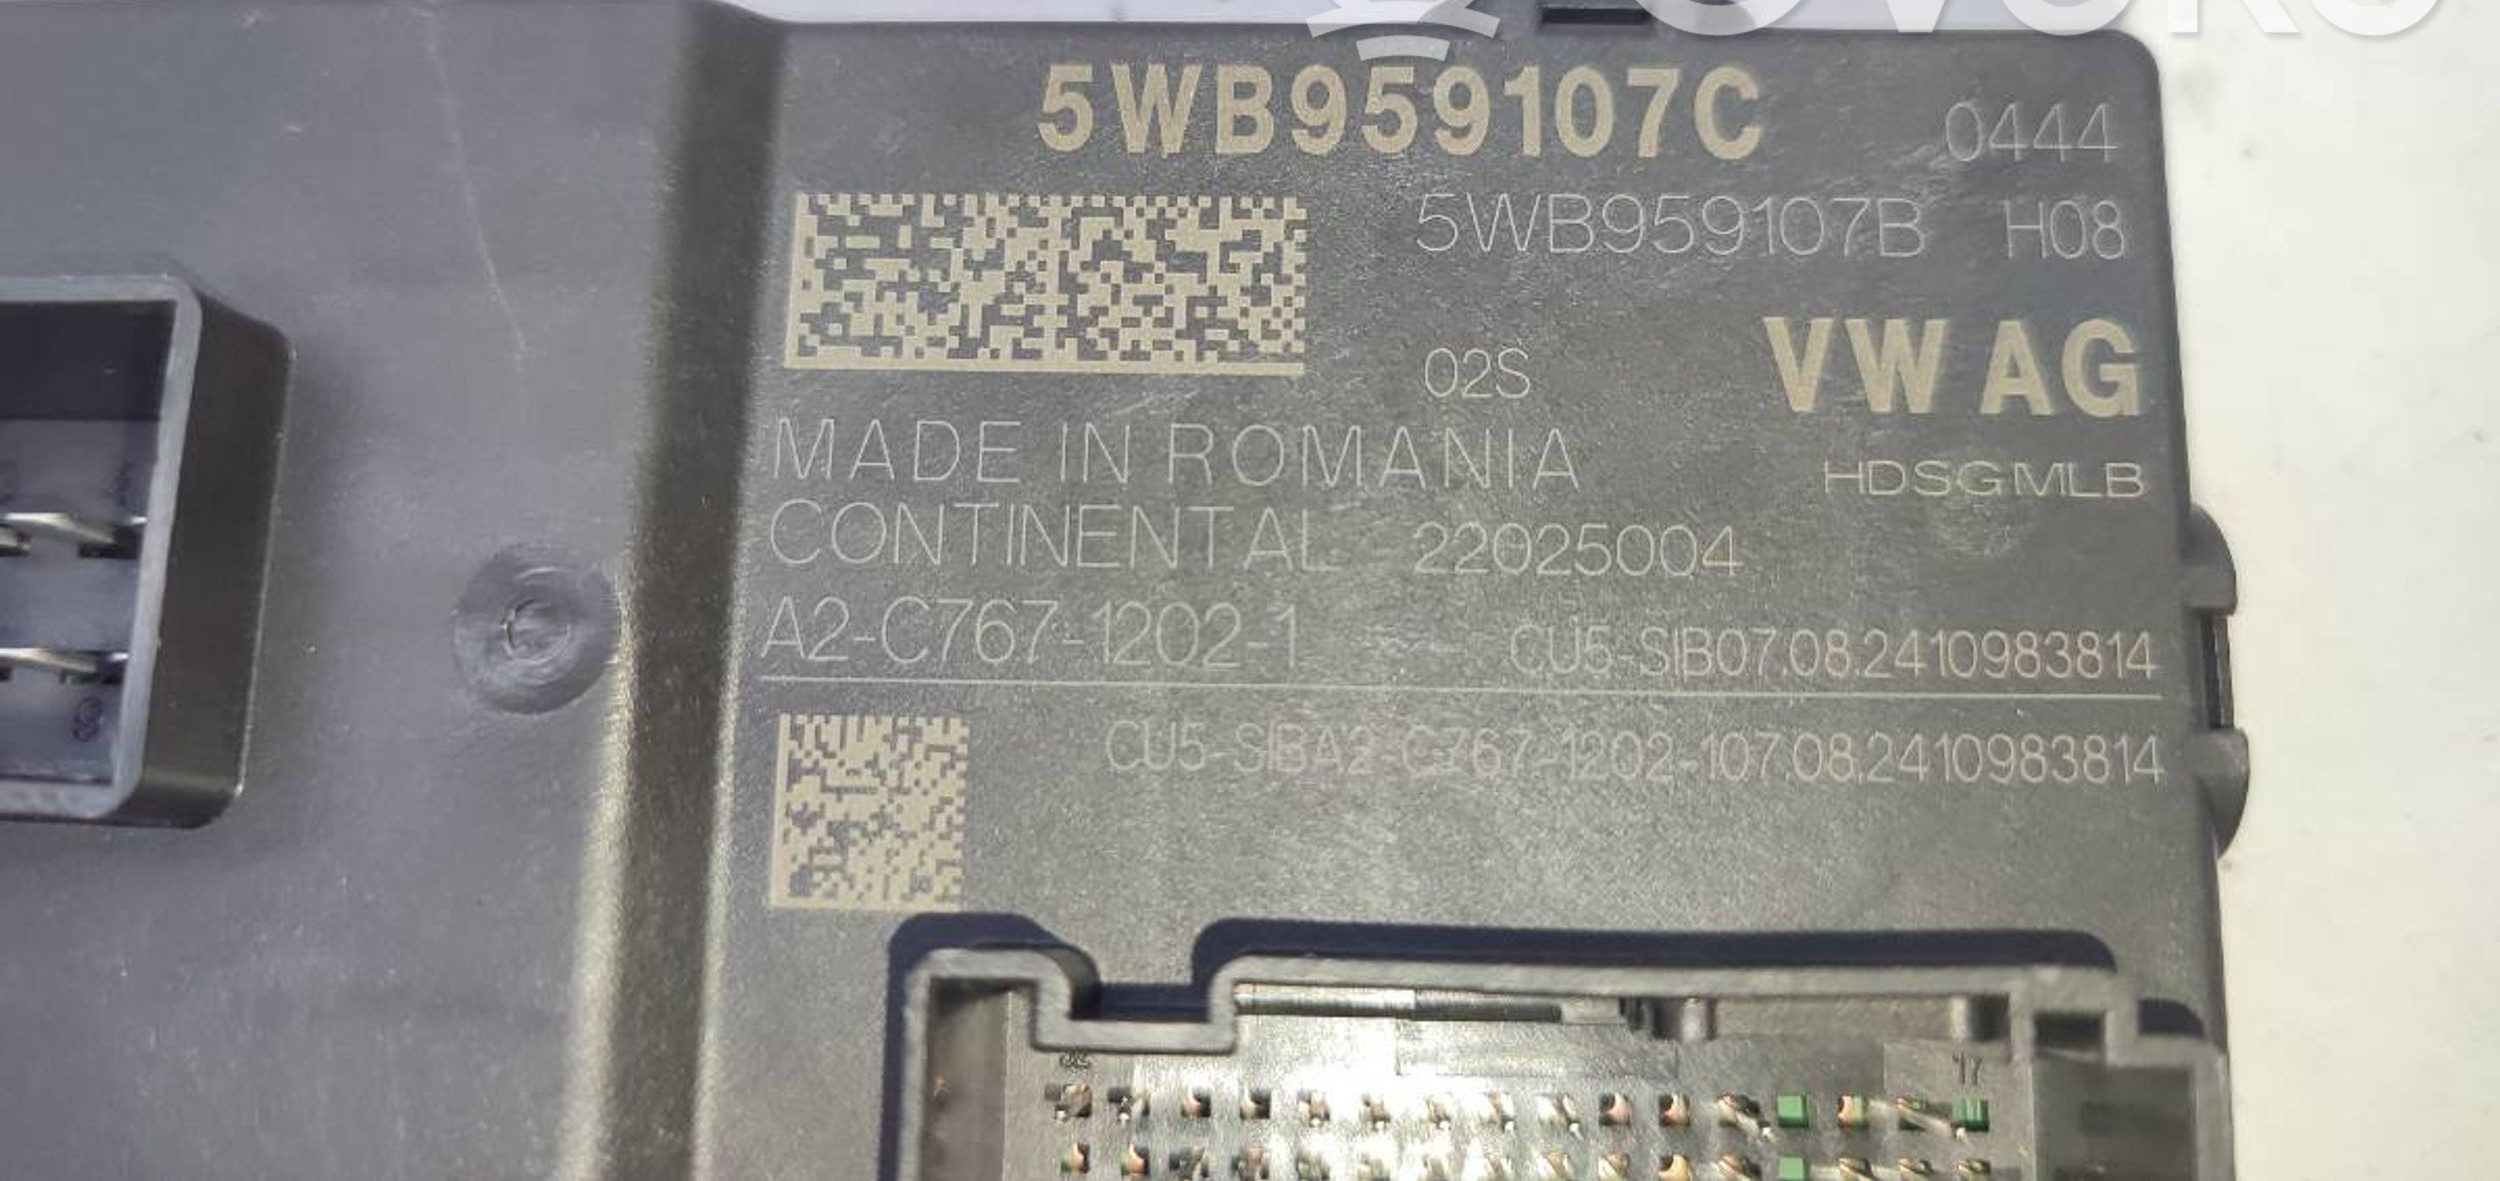 5WB959107C 0444
5WB959107B H08
02S VW AG
MADE IN ROMANIA HDSGMLB
CONTINENTAL 22025004
A2-C767-1202-1 CU5-SIB07.08.2410983814
CU5-SIBA2-C767-1202-107.08.2410983814
32 17